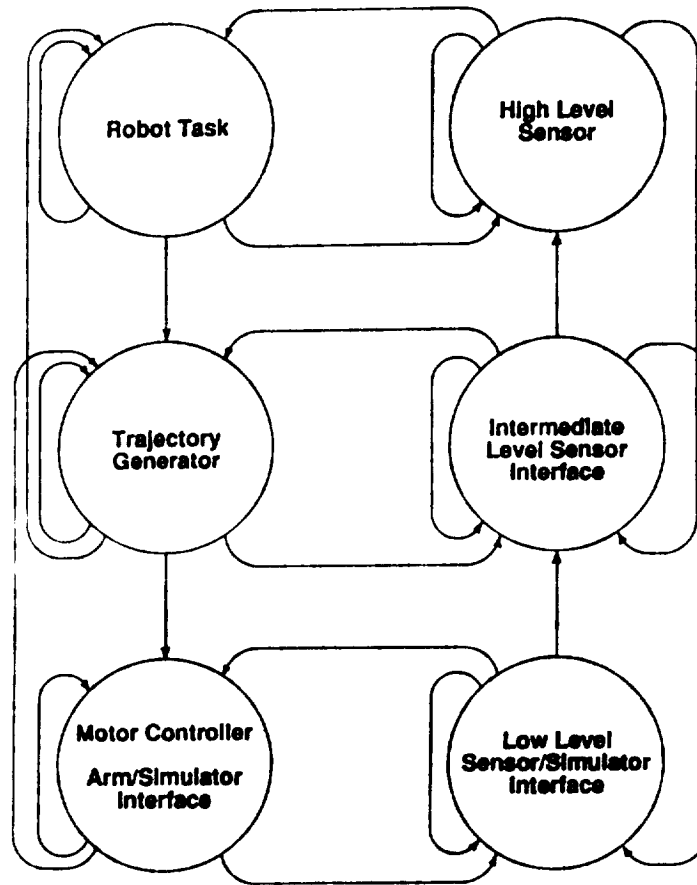 Robot Task
High Level
Sensor
Trajectory
Generator
Intermediate
Level Sensor
Interface
Motor Controller
Arm/Simulator
Interface
Low Level
Sensor/Simulator
Interface